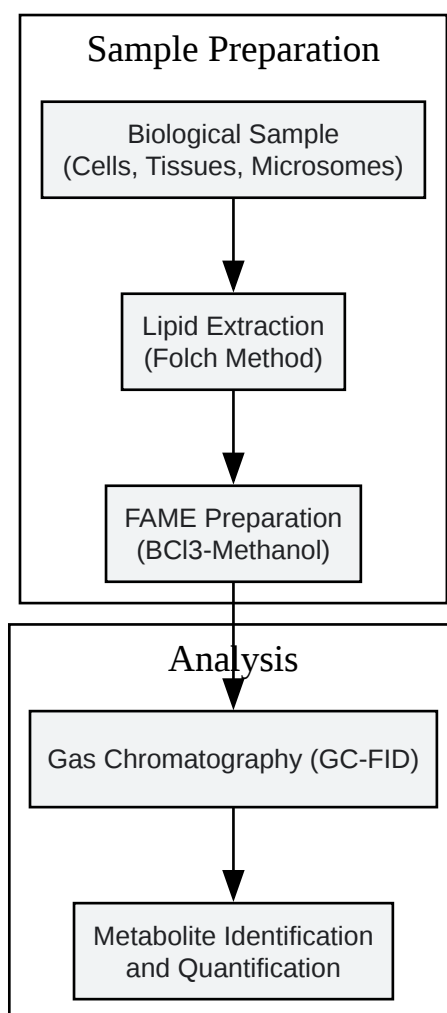 Sample Preparation
Biological Sample
(Cells, Tissues, Microsomes)
Lipid Extraction
(Folch Method)
FAME Preparation
(BCl3-Methanol)
Analysis
Gas Chromatography (GC-FID)
Metabolite Identification
and Quantification